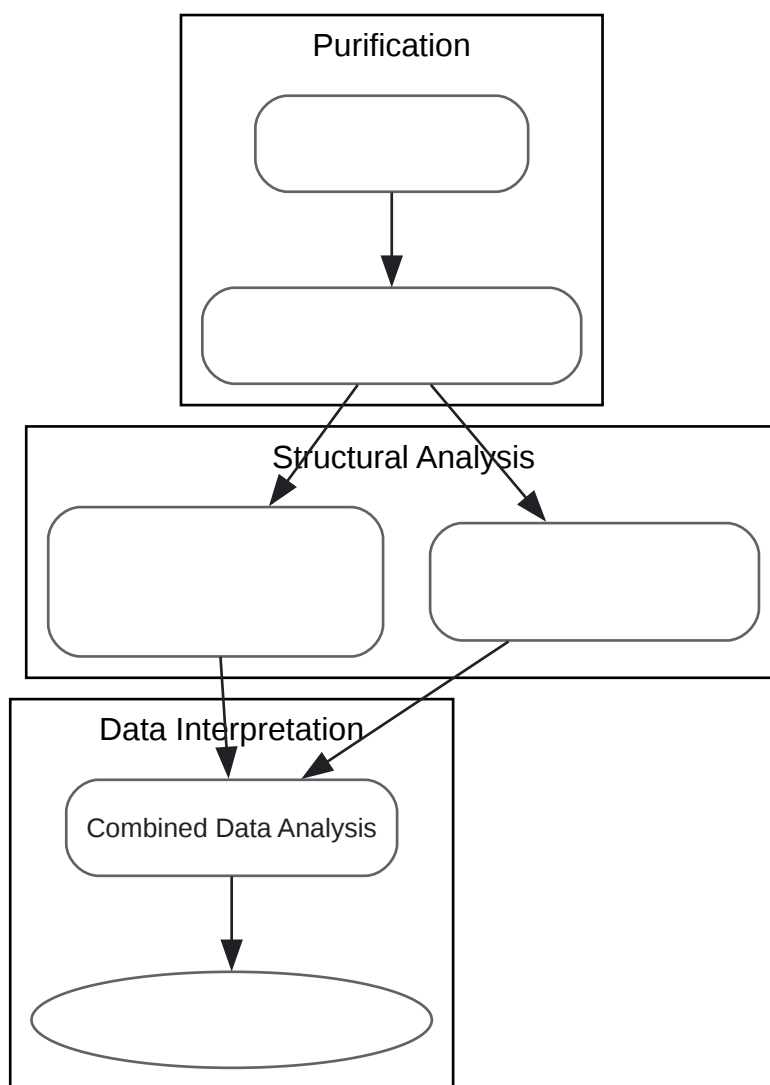 Purification
Structural Analysis
Data Interpretation
Combined Data Analysis